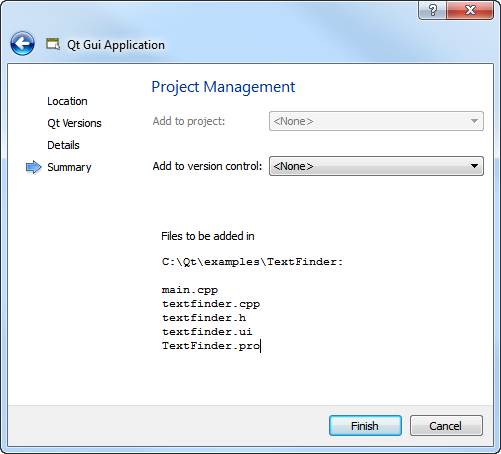 Qt Gui Application
Location
Qt Versions
Details
Summary
Project Management
Add to project: <None>
Add to version control: <None>
Files to be added in
C:\Qt\examples\TextFinder:
main.cpp
textfinder.cpp
textfinder.h
textfinder.ui
TextFinder.pro
Finish Cancel